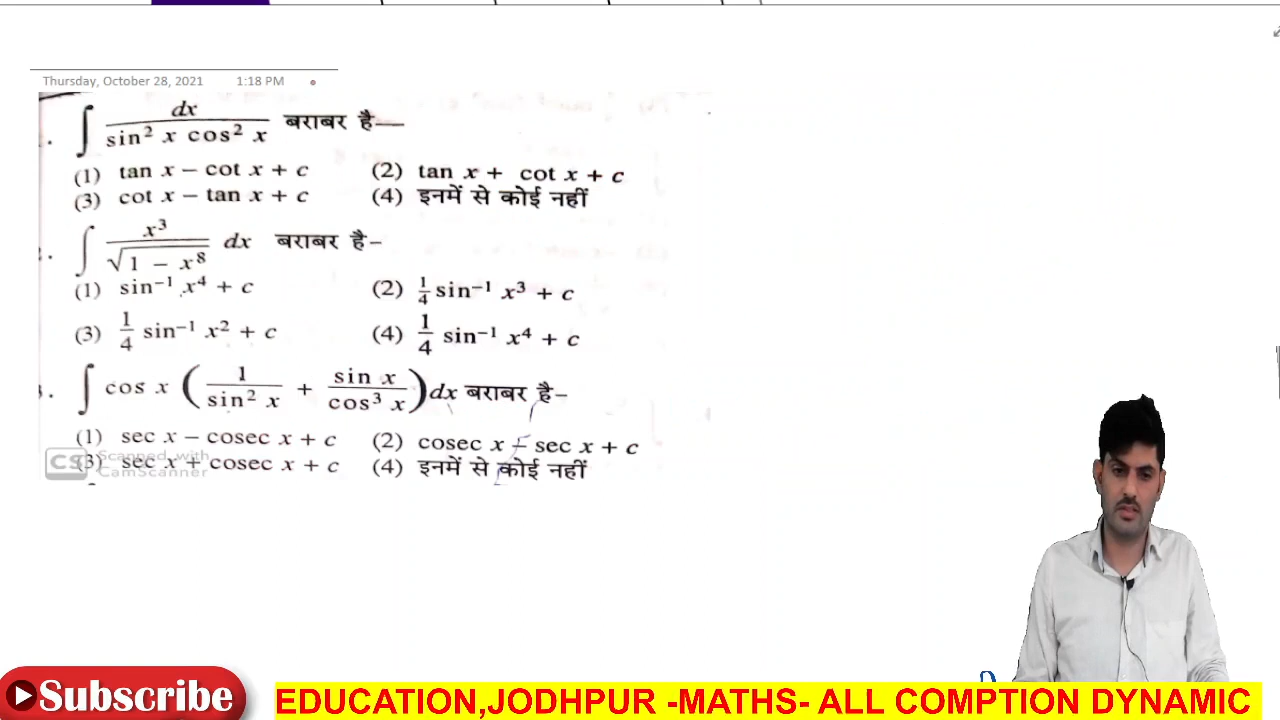 Thursday, October 28, 2021 1:18 PM
∫ dx / (sin² x cos² x) बराबर है—
(1) tan x − cot x + c (2) tan x + cot x + c
(3) cot x − tan x + c (4) इनमें से कोई नहीं
∫ x³ / √(1 − x⁸) dx बराबर है−
(1) sin⁻¹ x⁴ + c (2) 1/4 sin⁻¹ x³ + c
(3) 1/4 sin⁻¹ x² + c (4) 1/4 sin⁻¹ x⁴ + c
∫ cos x (1 / sin² x + sin x / cos³ x) dx बराबर है−
(1) sec x − cosec x + c (2) cosec x − sec x + c
(3) sec x + cosec x + c (4) इनमें से कोई नहीं
CS Scanned with
CamScanner
Subscribe
EDUCATION,JODHPUR -MATHS- ALL COMPTION DYNAMIC